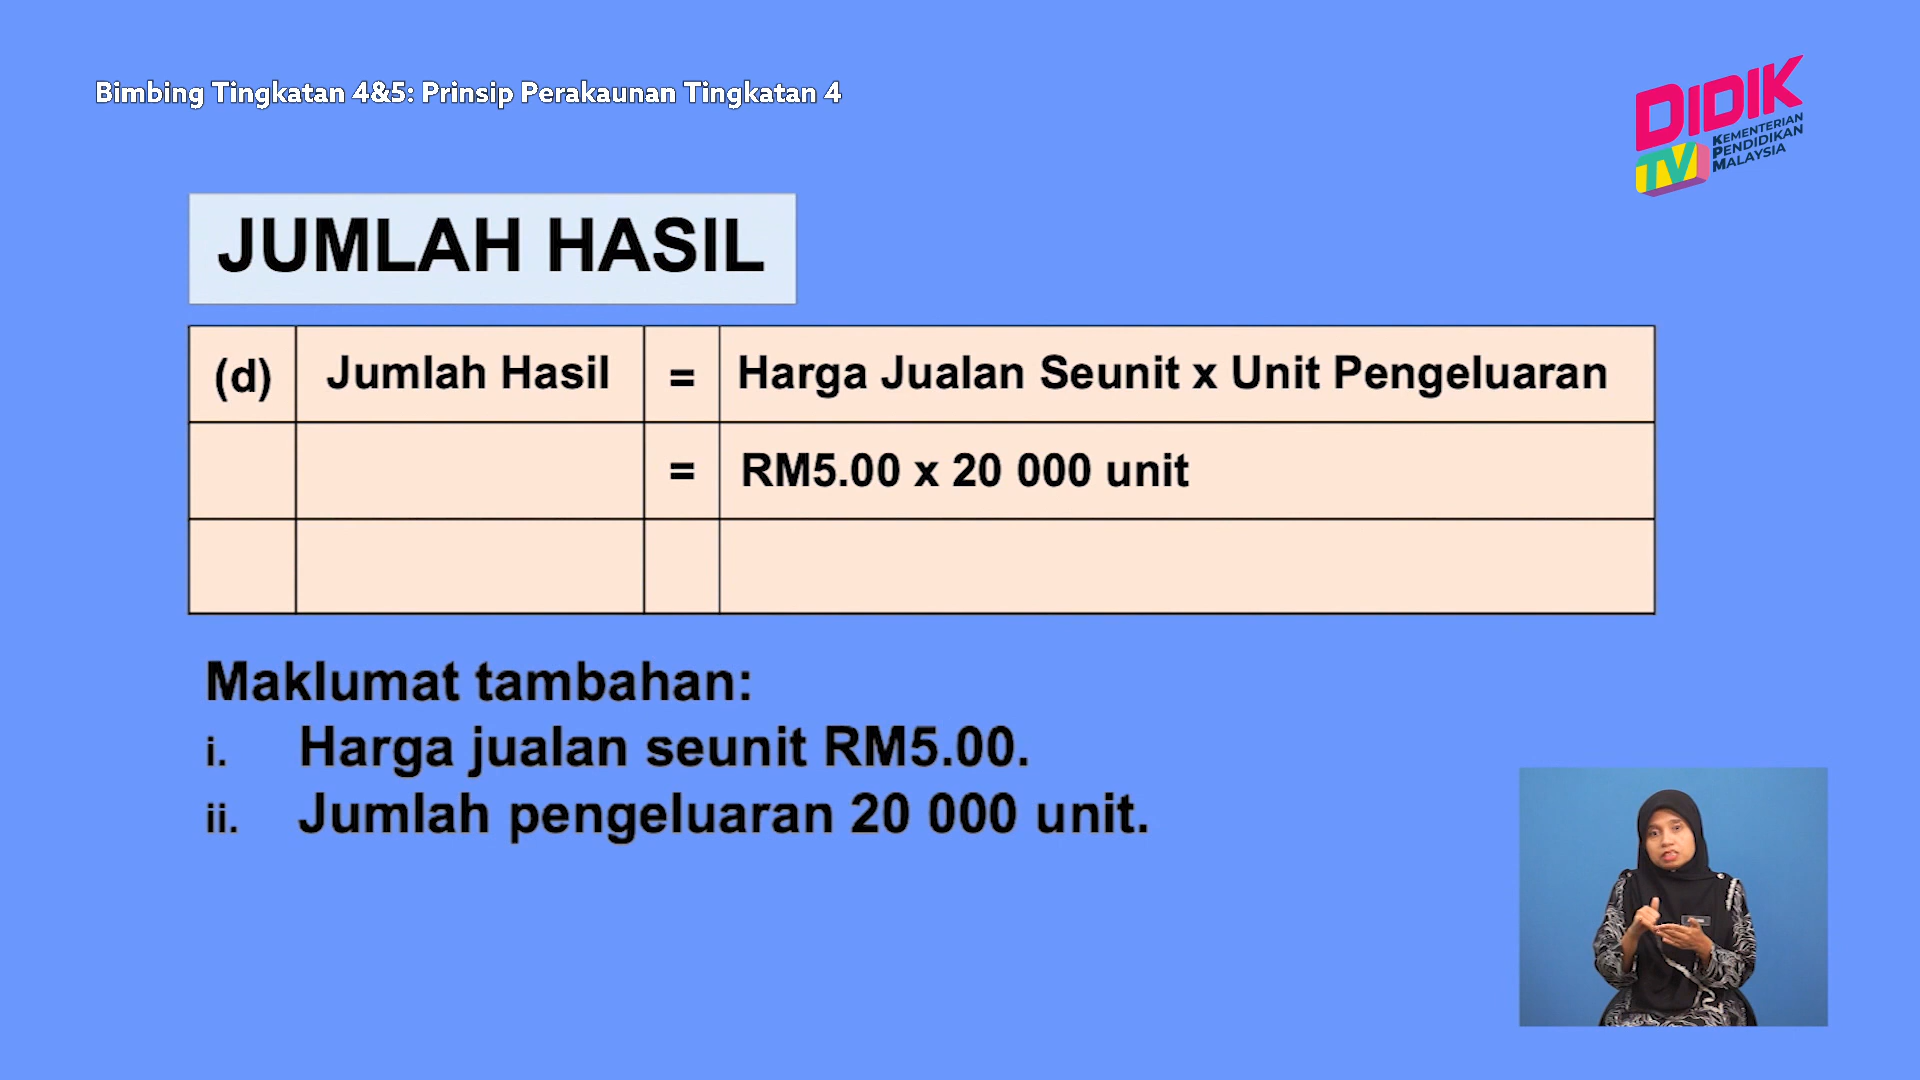 Bimbing Tingkatan 4&5: Prinsip Perakaunan Tingkatan 4
DIDIK
TV
KEMENTERIAN
PENDIDIKAN
MALAYSIA
JUMLAH HASIL
(d) Jumlah Hasil = Harga Jualan Seunit x Unit Pengeluaran
= RM5.00 x 20 000 unit
Maklumat tambahan:
i. Harga jualan seunit RM5.00.
ii. Jumlah pengeluaran 20 000 unit.